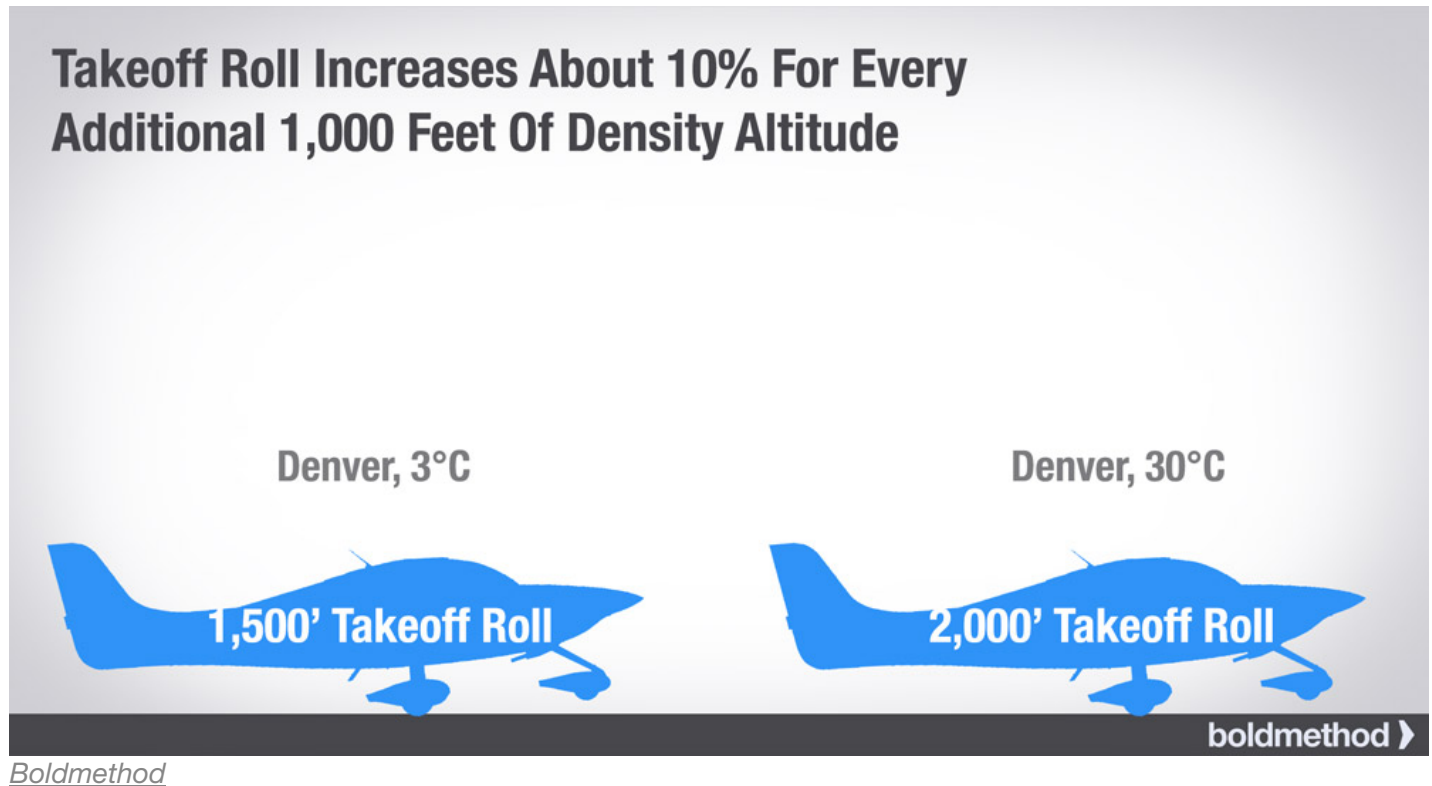 Takeoff Roll Increases About 10% For Every
Additional 1,000 Feet Of Density Altitude
Denver, 3°C
Denver, 30°C
1,500’ Takeoff Roll
2,000’ Takeoff Roll
boldmethod
Boldmethod